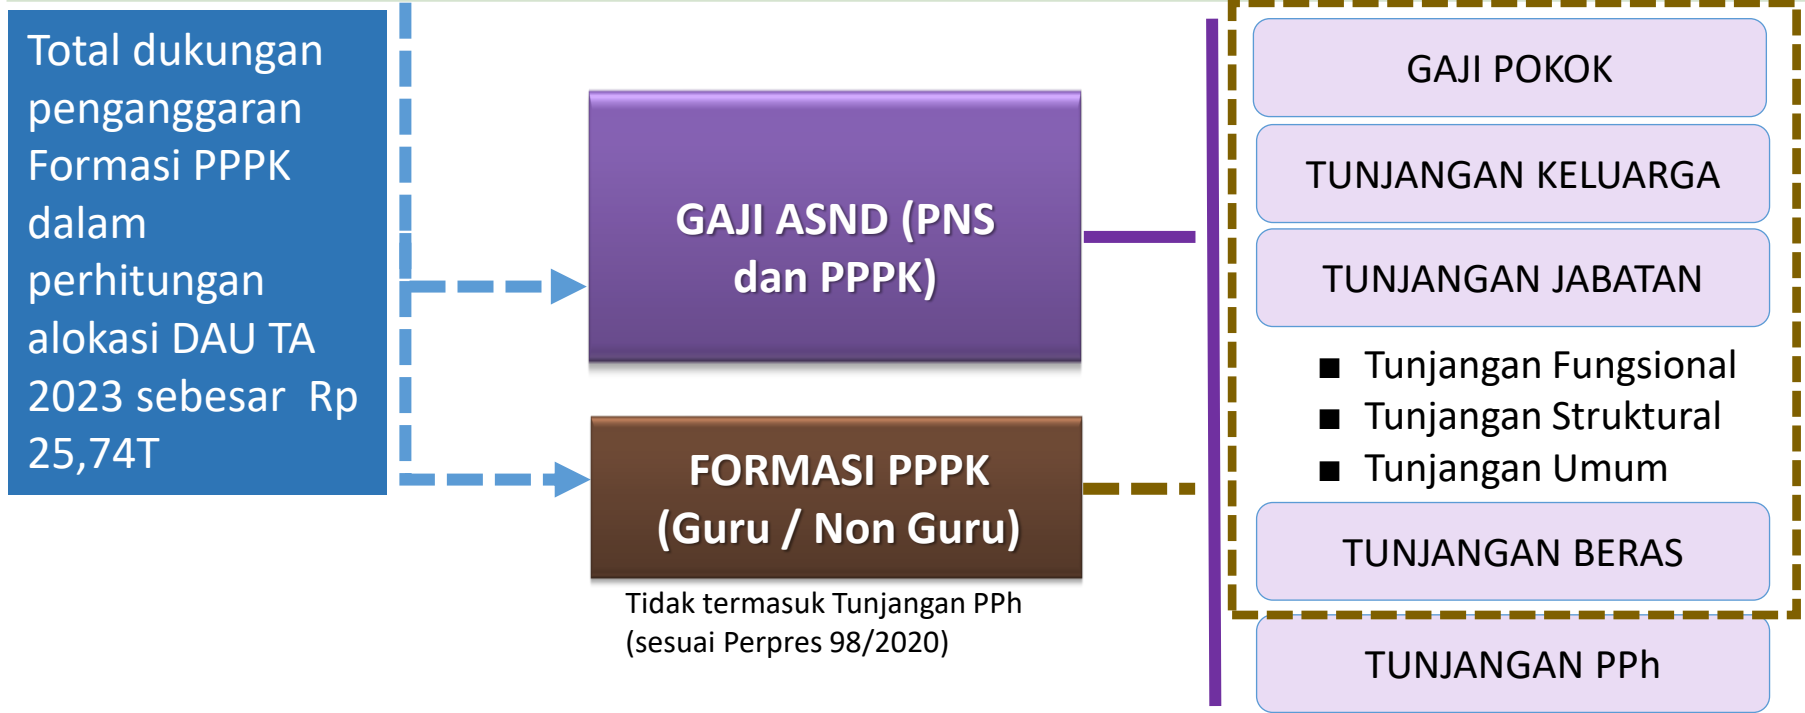 Total dukungan
penganggaran
Formasi PPPK
dalam
perhitungan
alokasi DAU TA
2023 sebesar Rp
25,74T
GAJI ASND (PNS
dan PPPK)
FORMASI PPPK
(Guru / Non Guru)
Tidak termasuk Tunjangan PPh
(sesuai Perpres 98/2020)
GAJI POKOK
TUNJANGAN KELUARGA
TUNJANGAN JABATAN
■ Tunjangan Fungsional
■ Tunjangan Struktural
■ Tunjangan Umum
TUNJANGAN BERAS
TUNJANGAN PPh